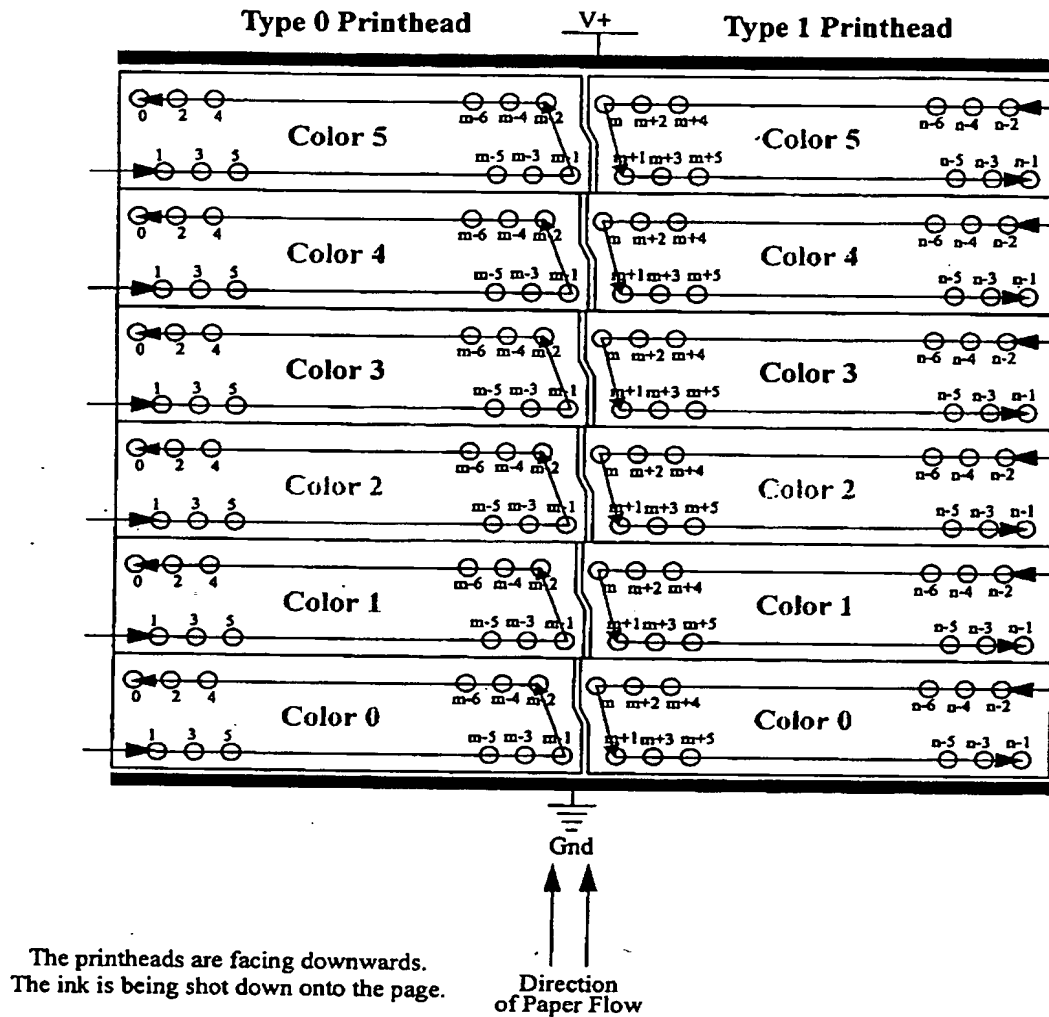 Type 0 Printhead V+ Type 1 Printhead
0 2 4 m-6 m-4 m-2 m m+2 m+4 n-6 n-4 n-2
Color 5 Color 5
1 3 5 m-5 m-3 m-1 m+1 m+3 m+5 n-5 n-3 n-1
0 2 4 m-6 m-4 m-2 m m+2 m+4 n-6 n-4 n-2
Color 4 Color 4
1 3 5 m-5 m-3 m-1 m+1 m+3 m+5 n-5 n-3 n-1
0 2 4 m-6 m-4 m-2 m m+2 m+4 n-6 n-4 n-2
Color 3 Color 3
1 3 5 m-5 m-3 m-1 m+1 m+3 m+5 n-5 n-3 n-1
0 2 4 m-6 m-4 m-2 m m+2 m+4 n-6 n-4 n-2
Color 2 Color 2
1 3 5 m-5 m-3 m-1 m+1 m+3 m+5 n-5 n-3 n-1
0 2 4 m-6 m-4 m-2 m m+2 m+4 n-6 n-4 n-2
Color 1 Color 1
1 3 5 m-5 m-3 m-1 m+1 m+3 m+5 n-5 n-3 n-1
0 2 4 m-6 m-4 m-2 m m+2 m+4 n-6 n-4 n-2
Color 0 Color 0
1 3 5 m-5 m-3 m-1 m+1 m+3 m+5 n-5 n-3 n-1
Gnd
The printheads are facing downwards.
The ink is being shot down onto the page.
Direction
of Paper Flow